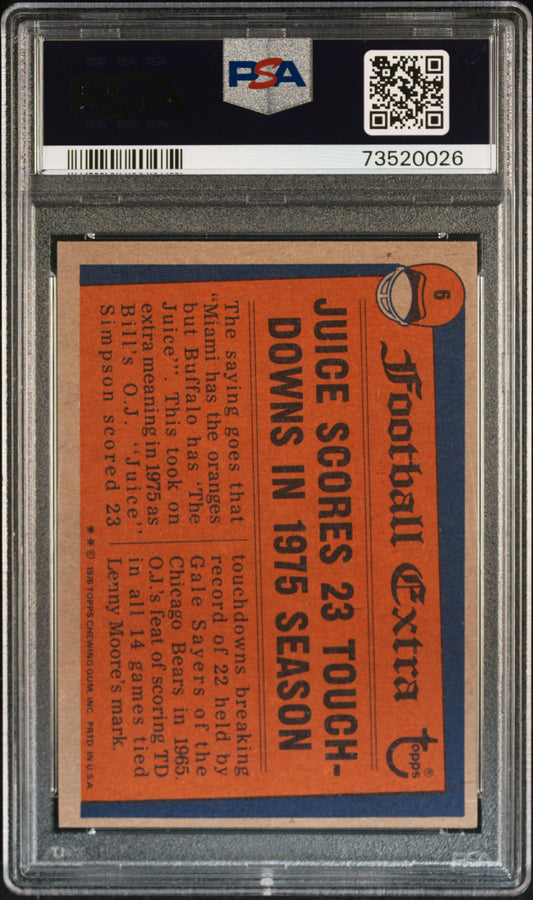 PSA
73520026
6
Football Extra
topps®
JUICE SCORES 23 TOUCH-
DOWNS IN 1975 SEASON
The saying goes that
"Miami has the oranges
but Buffalo has 'The
Juice'". This took on
extra meaning in 1975 as
Bill's O.J. "Juice"
Simpson scored 23
touchdowns breaking
record of 22 held by
Gale Sayers of the
Chicago Bears in 1965.
O.J.'s feat of scoring TD
in all 14 games tied
Lenny Moore's mark.
**© 1976 TOPPS CHEWING GUM, INC. PRTD IN U.S.A.
PSA